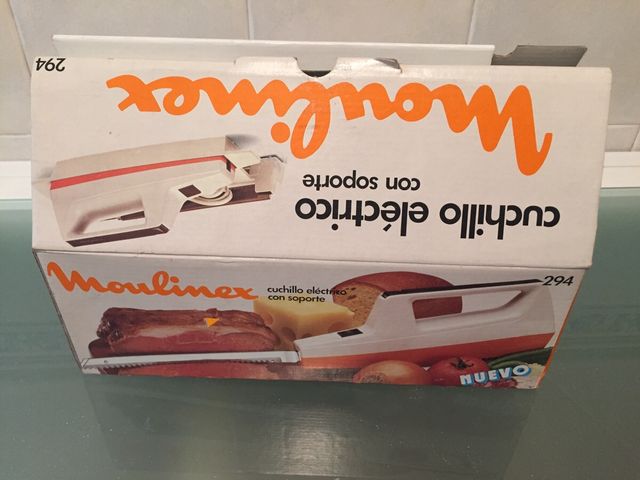 294
Moulinex
cuchillo eléctrico
con soporte
Moulinex
cuchillo eléctrico
con soporte
294
NUEVO